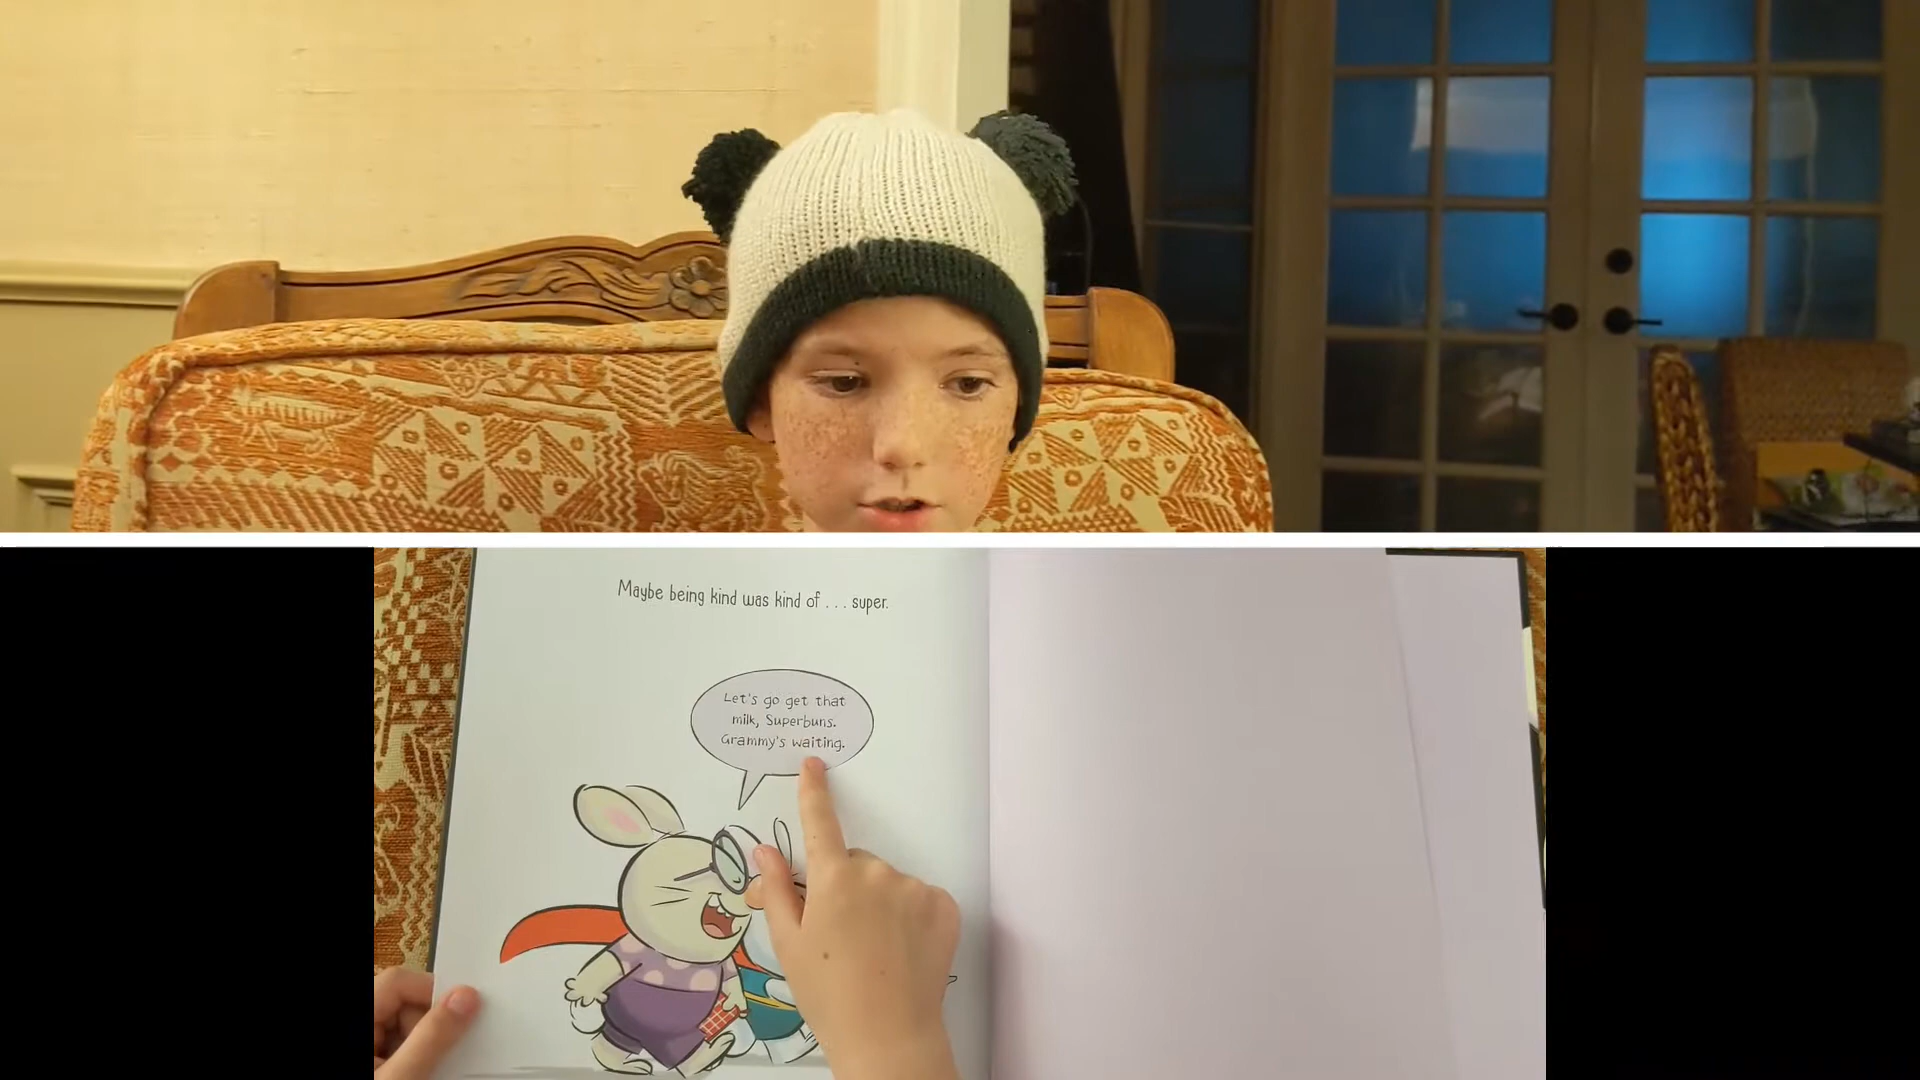 Maybe being kind was kind of . . . super.
Let's go get that
milk, Superbuns.
Grammy's waiting.